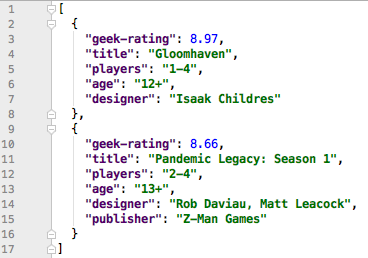 1 [
2   {
3     "geek-rating": 8.97,
4     "title": "Gloomhaven",
5     "players": "1-4",
6     "age": "12+",
7     "designer": "Isaak Childres"
8   },
9   {
10     "geek-rating": 8.66,
11     "title": "Pandemic Legacy: Season 1",
12     "players": "2-4",
13     "age": "13+",
14     "designer": "Rob Daviau, Matt Leacock",
15     "publisher": "Z-Man Games"
16   }
17 ]